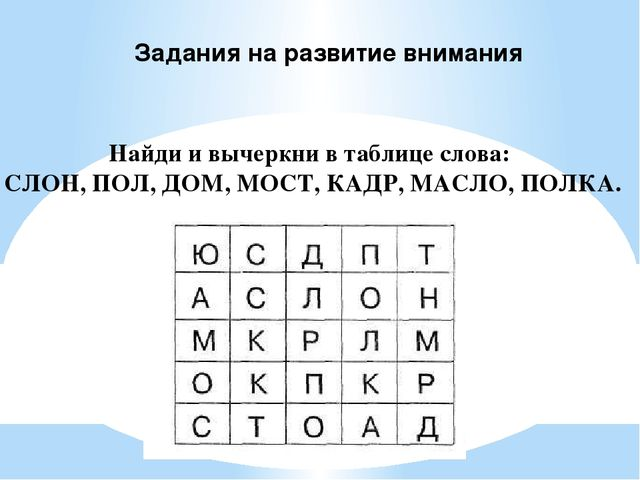 Задания на развитие внимания
Найди и вычеркни в таблице слова:
СЛОН, ПОЛ, ДОМ, МОСТ, КАДР, МАСЛО, ПОЛКА.
Ю С Д П Т
А С Л О Н
М К Р Л М
О К П К Р
С Т О А Д